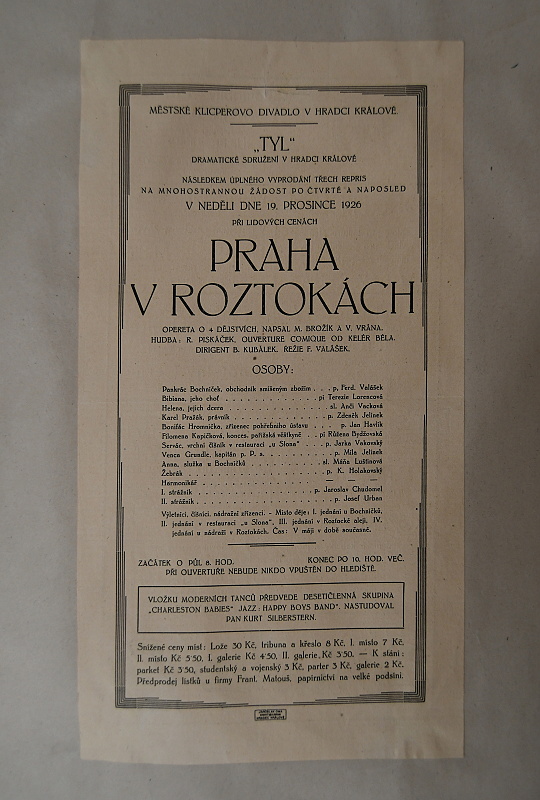 MĚSTSKÉ KLICPEROVO DIVADLO V HRADCI KRÁLOVÉ.
„TYL“
DRAMATICKÉ SDRUŽENÍ V HRADCI KRÁLOVÉ
NÁSLEDKEM ÚPLNÉHO VYPRODÁNÍ TŘECH REPRIS
NA MNOHOSTRANNOU ŽÁDOST PO ČTVRTÉ A NAPOSLED
V NEDĚLI DNE 19. PROSINCE 1926
PŘI LIDOVÝCH CENÁCH
PRAHA
V ROZTOKÁCH
OPERETA O 4 DĚJSTVÍCH. NAPSAL M. BROŽÍK A V. VRÁNA.
HUDBA: R. PISKÁČEK, OUVERTURE COMIQUE OD KELÉR BÉLA.
DIRIGENT B. KUBÁLEK. REŽIE F. VALÁŠEK.
OSOBY:
Pankrác Bochníček, obchodník smíšeným zbožím . . . p. Ferd. Valášek
Bibiana, jeho choť . . . . . . . . . . . . . . pí Terezie Lorencová
Helena, jejich dcera . . . . . . . . . . . . . . sl. Anči Vacková
Karel Pražák, právník . . . . . . . . . . . . . . p. Zdeněk Jelínek
Bonifác Hromnička, zřízenec pohřebního ústavu . . . p. Jan Havlík
Filomena Kapičková, konces. pařížská věštkyně . . pí Růžena Bydžovská
Servác, vrchní číšník v restauraci „u Slona“ . . . p. Jarka Vakovský
Venca Grundle, kapitán p. P. s. . . . . . . . . . p. Míla Jelínek
Anna, služka u Bochníčků . . . . . . . . . . sl. Máňa Luštinová
Žebrák . . . . . . . . . . . . . . . . . . p. K. Holakovský
Harmonikář . . . . . . . . . . . . . . . . . . — — —
I. strážník . . . . . . . . . . . . . . . . p. Jaroslav Chudomel
II. strážník . . . . . . . . . . . . . . . . . p. Josef Urban
Výletníci, číšníci, nádražní zřízenci. - Místo děje: I. jednání u Bochníčků,
II. jednání v restauraci „u Slona“, III. jednání v Roztocké aleji, IV.
jednání u nádraží v Roztokách. Čas: V máji v době současné.
ZAČÁTEK O PŮL 8. HOD. KONEC PO 10. HOD. VEČ.
PŘI OUVERTUŘE NEBUDE NIKDO VPUŠTĚN DO HLEDIŠTĚ.
VLOŽKU MODERNÍCH TANCŮ PŘEDVEDE DESETIČLENNÁ SKUPINA
„CHARLESTON BABIES“ JAZZ: HAPPY BOYS BAND“. NASTUDOVAL
PAN KURT SILBERSTERN.
Snížené ceny míst: Lože 30 Kč, tribuna a křeslo 8 Kč, I. místo 7 Kč,
II. místo Kč 5·50, I. galerie Kč 4·50, II. galerie. Kč 3·50. — K stání:
parket Kč 3·50, studentský a vojenský 3 Kč, parter 3 Kč, galerie 2 Kč.
Předprodej lístků u firmy Frant. Matouš, papírnictví na velké podsíni.